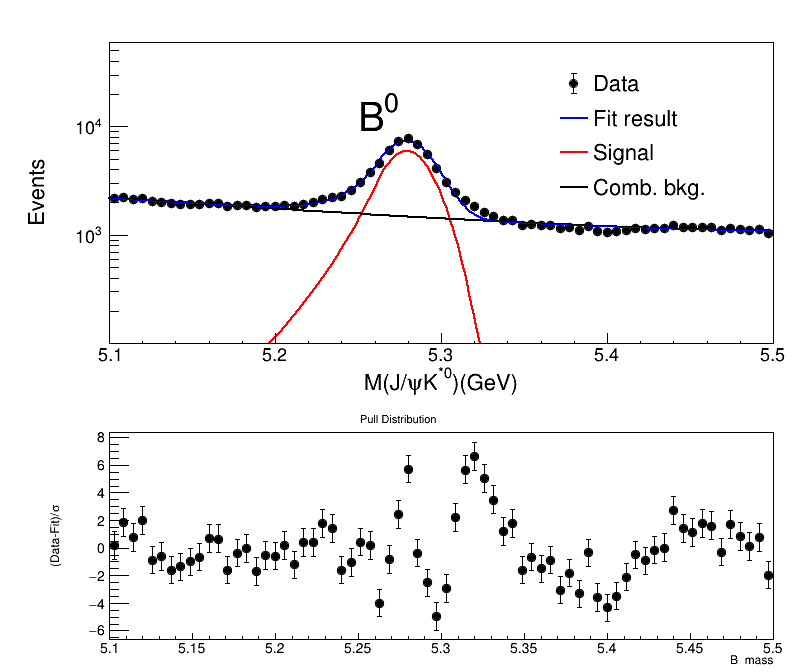 B⁰
Data
Fit result
Signal
Comb. bkg.
Events
10⁴
10³
5.1 5.2 5.3 5.4 5.5
M(J/ψK*⁰)(GeV)
Pull Distribution
(Data-Fit)/σ
8
6
4
2
0
−2
−4
−6
5.1 5.15 5.2 5.25 5.3 5.35 5.4 5.45 5.5
B mass